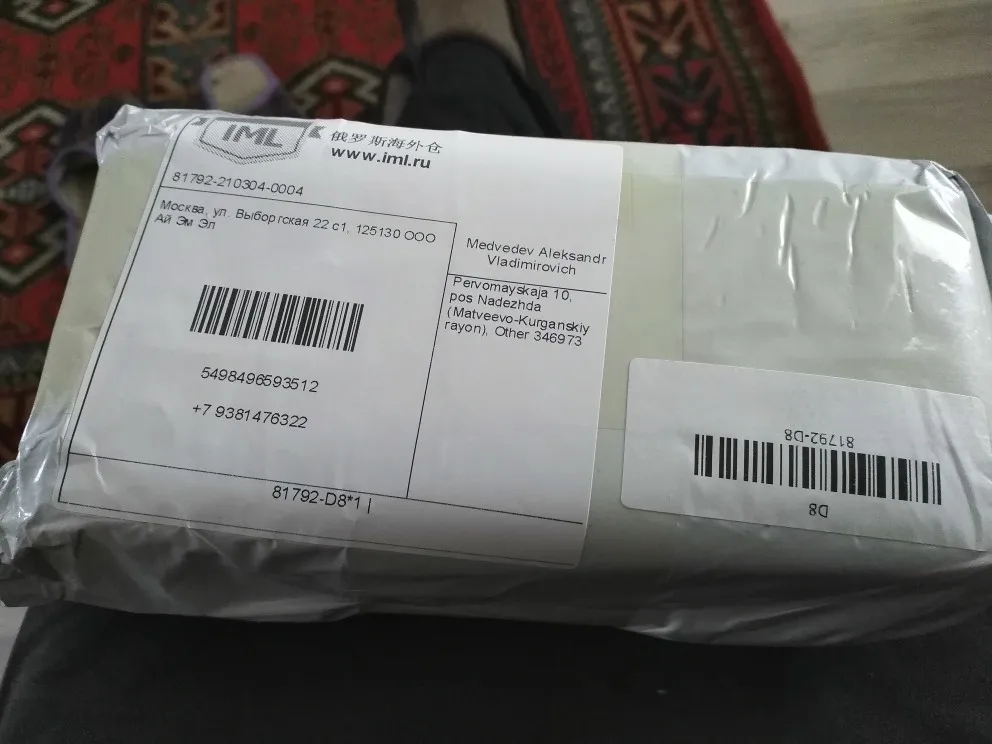 IML
俄罗斯海外仓
www.iml.ru
81792-210304-0004
Москва, ул. Выборгская 22 с1, 125130 ООО
Ай Эм Эл
Medvedev Aleksandr
Vladimirovich
Pervomayskaja 10,
pos Nadezhda
(Matveevo-Kurganskiy
rayon), Other 346973
5498496593512
+7 9381476322
81792-D8*1 |
81792-D8
D8